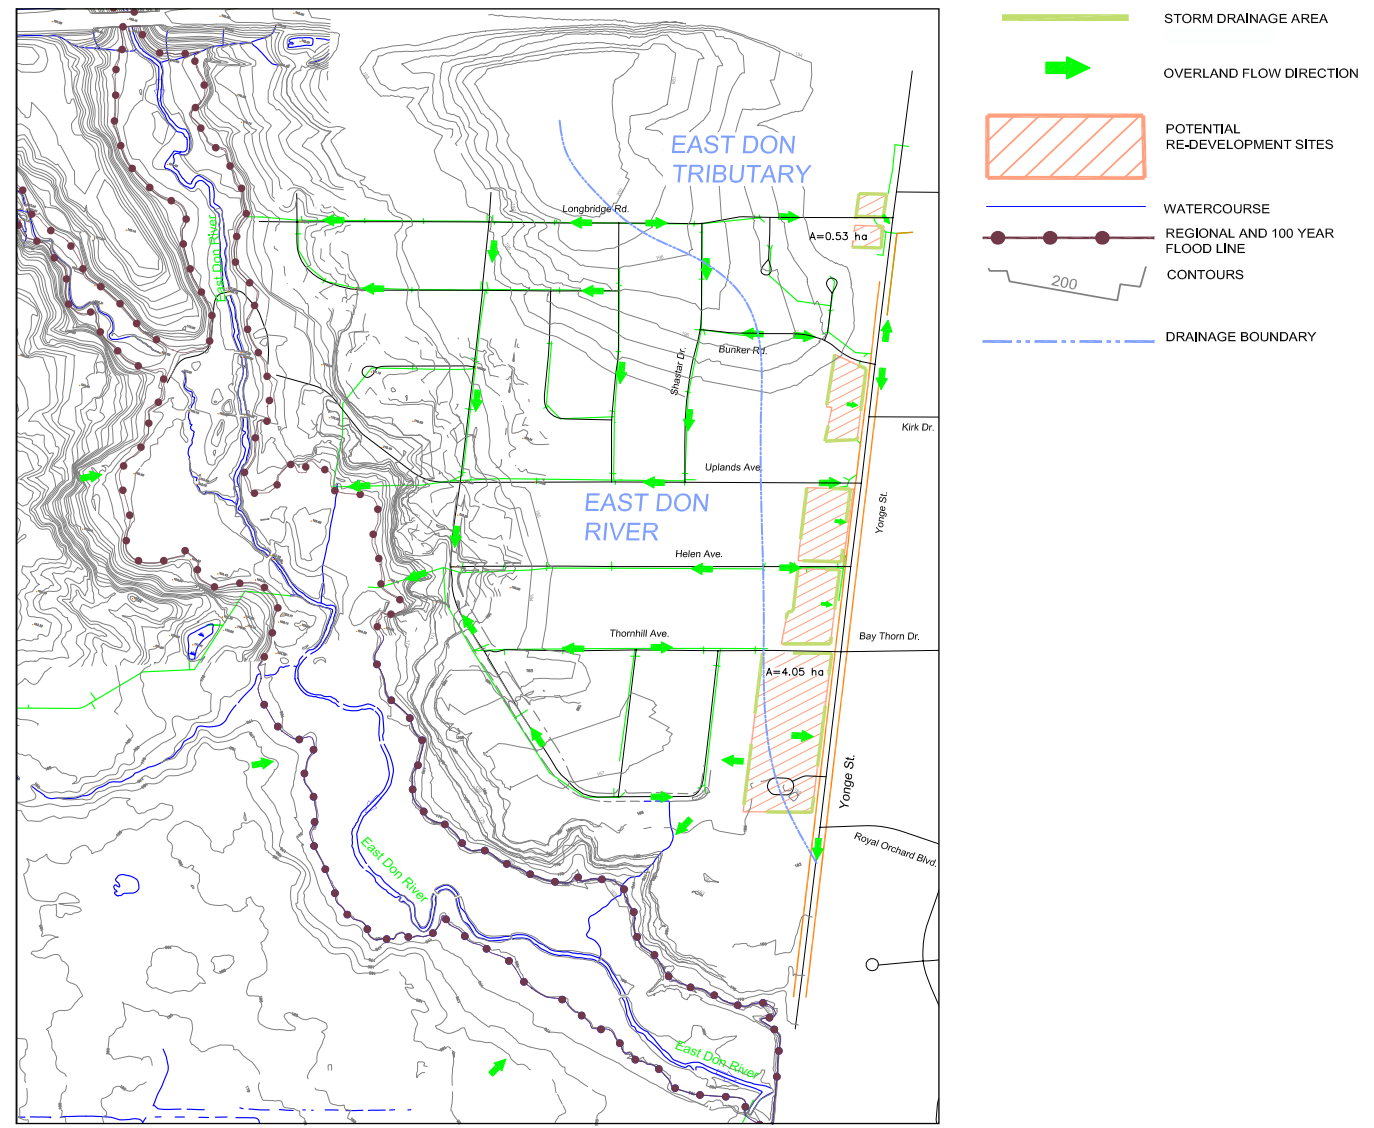 EAST DON
TRIBUTARY
Longbridge Rd.
A=0.53 ha
East Don River
Bunker Rd.
Shastar Dr.
Kirk Dr.
Uplands Ave.
EAST DON
RIVER
Yonge St.
Helen Ave.
Thornhill Ave.
Bay Thorn Dr.
A=4.05 ha
Yonge St.
Royal Orchard Blvd.
East Don River
East Don River
STORM DRAINAGE AREA
OVERLAND FLOW DIRECTION
POTENTIAL
RE-DEVELOPMENT SITES
WATERCOURSE
REGIONAL AND 100 YEAR
FLOOD LINE
CONTOURS
200
DRAINAGE BOUNDARY